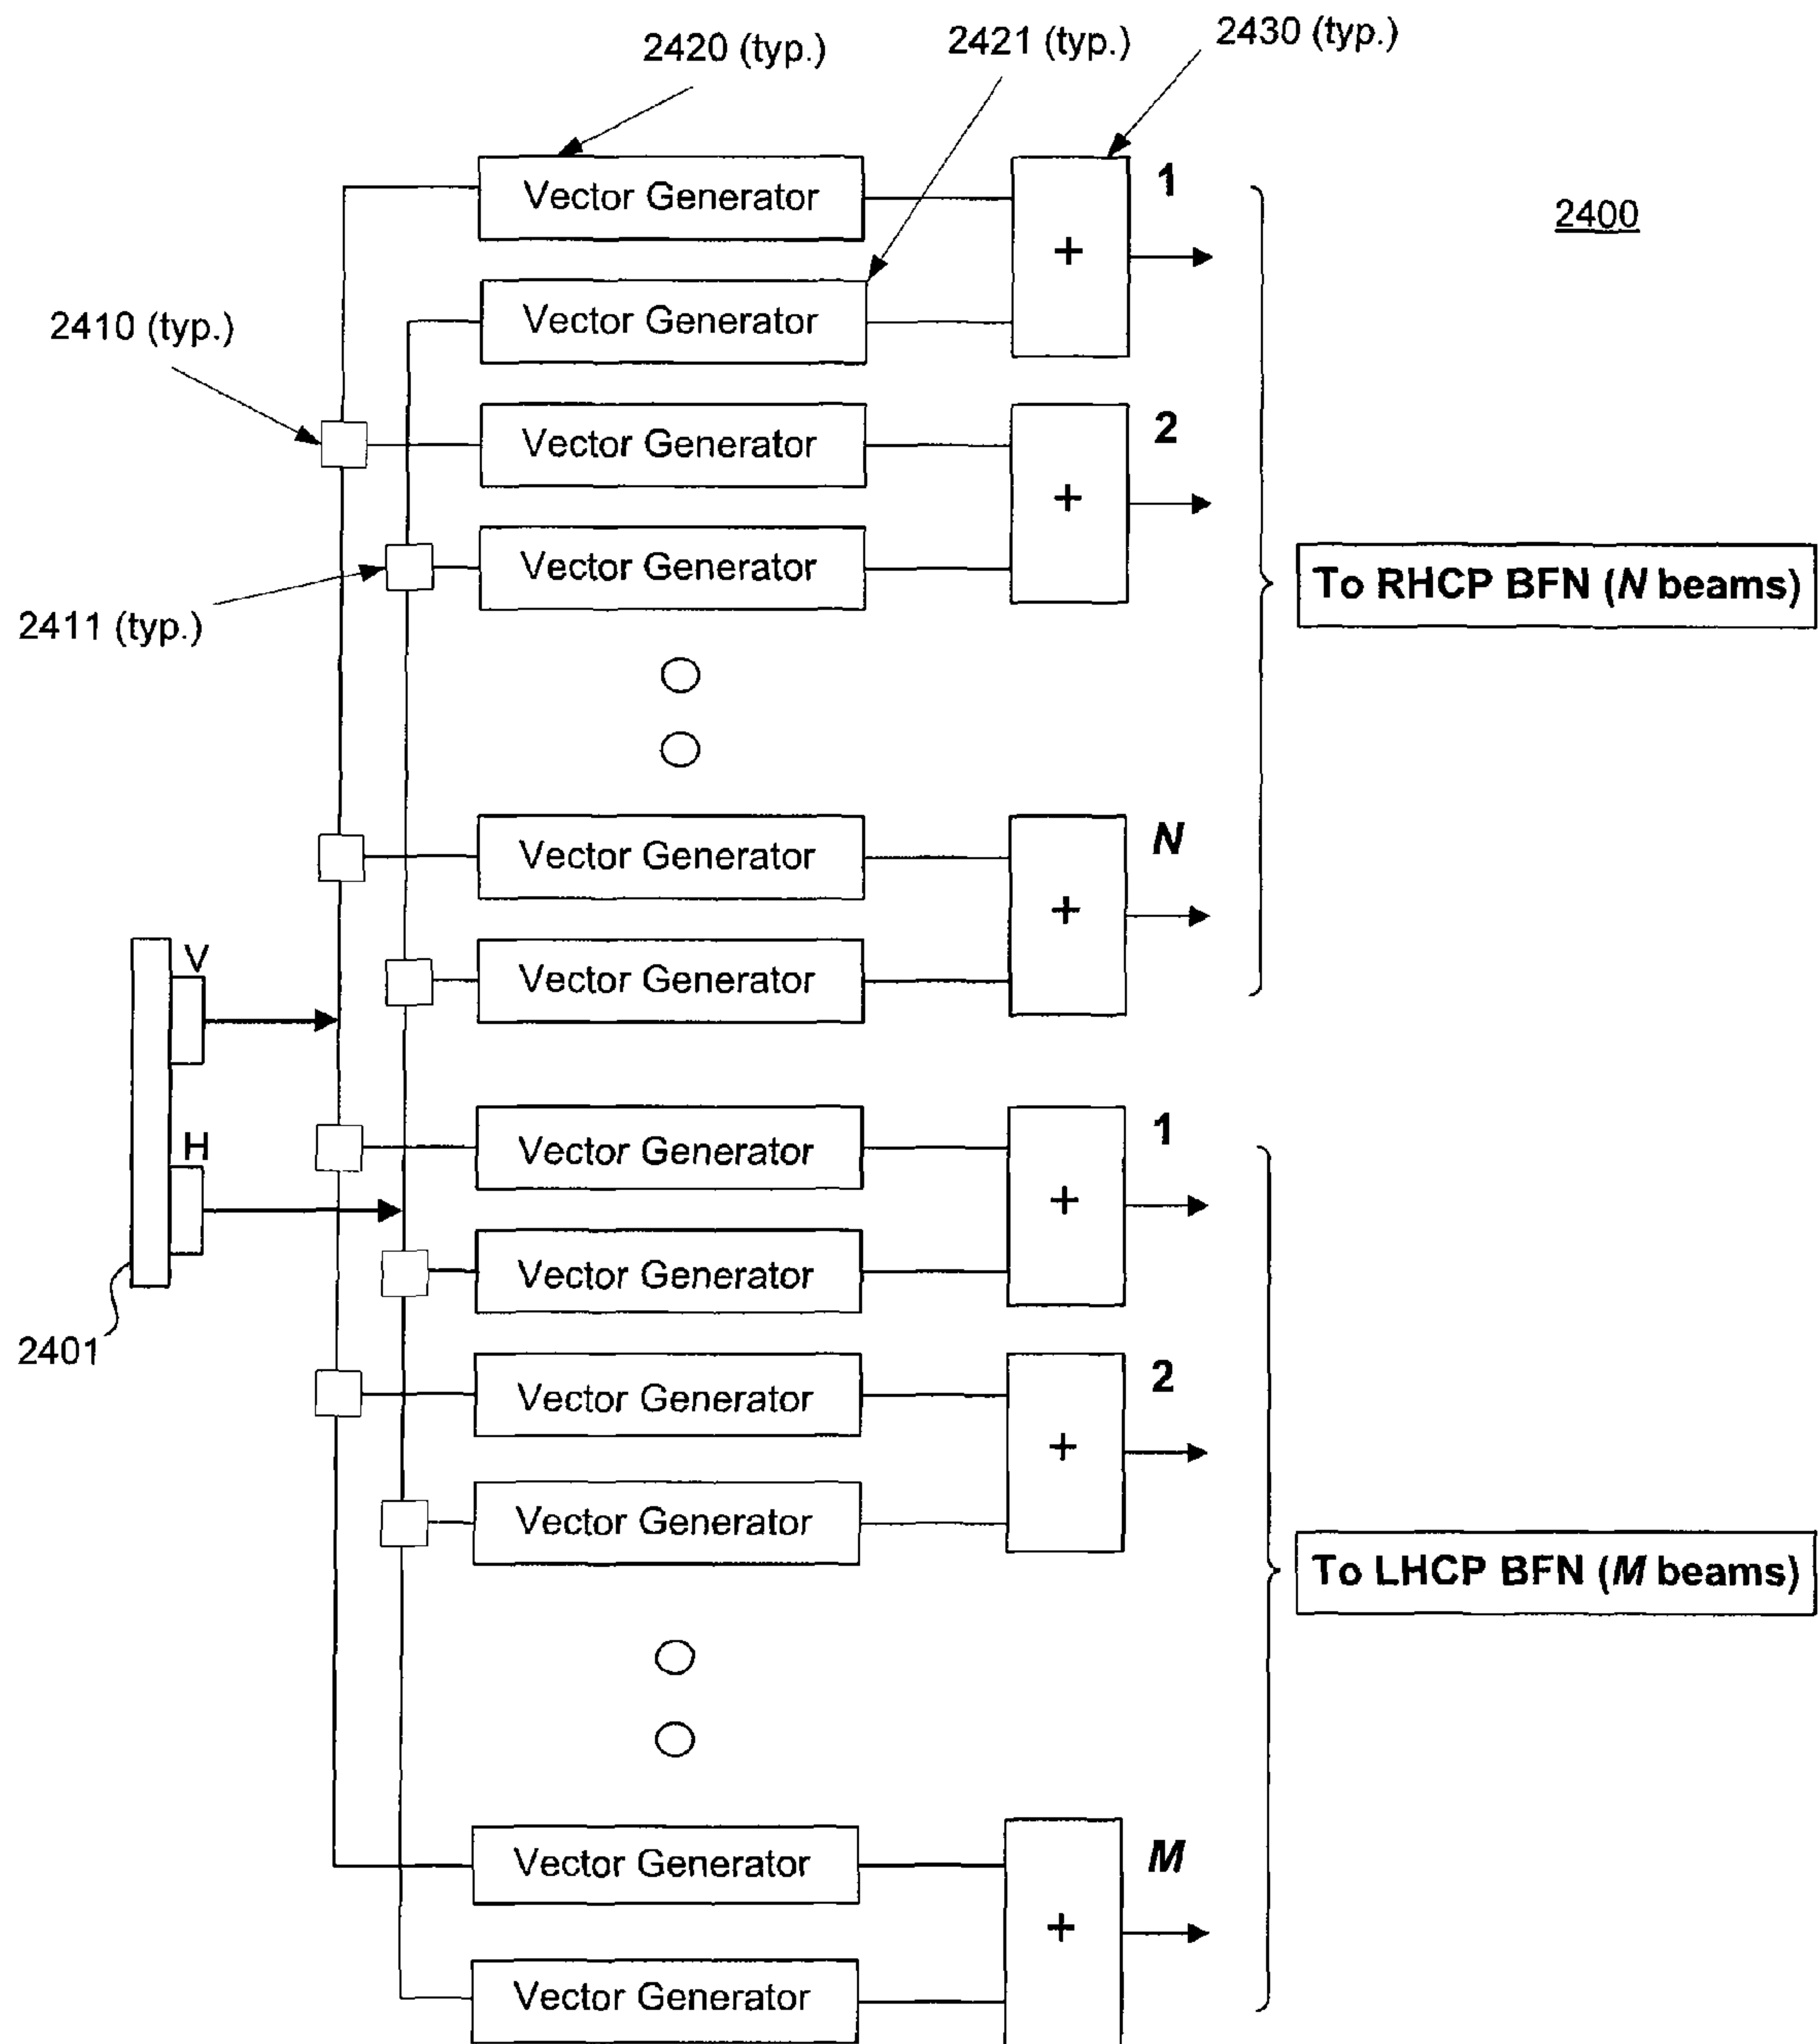 2420 (typ.)
2421 (typ.)
2430 (typ.)
2400
Vector Generator
1
+
Vector Generator
2410 (typ.)
Vector Generator
2
+
Vector Generator
2411 (typ.)
To RHCP BFN (N beams)
Vector Generator
N
+
Vector Generator
V
H
2401
Vector Generator
1
+
Vector Generator
Vector Generator
2
+
Vector Generator
To LHCP BFN (M beams)
Vector Generator
M
+
Vector Generator